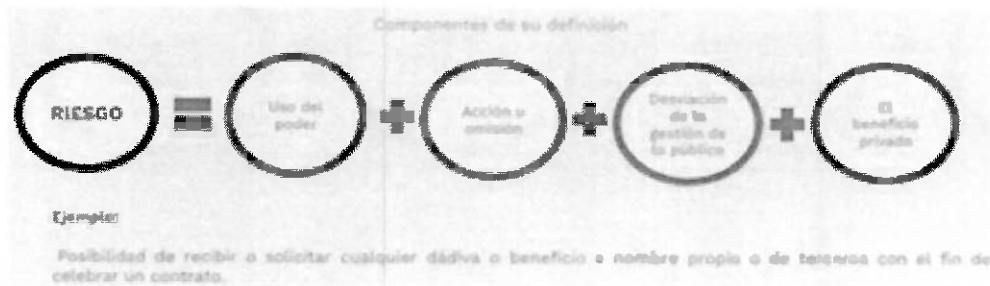 Componentes de su definición
RIESGO
Uso del
poder
Acción u
omisión
Desviación
de la
gestión de
lo público
El
beneficio
privado
Ejemplo:
Posibilidad de recibir o solicitar cualquier dádiva o beneficio a nombre propio o de terceros con el fin de
celebrar un contrato.